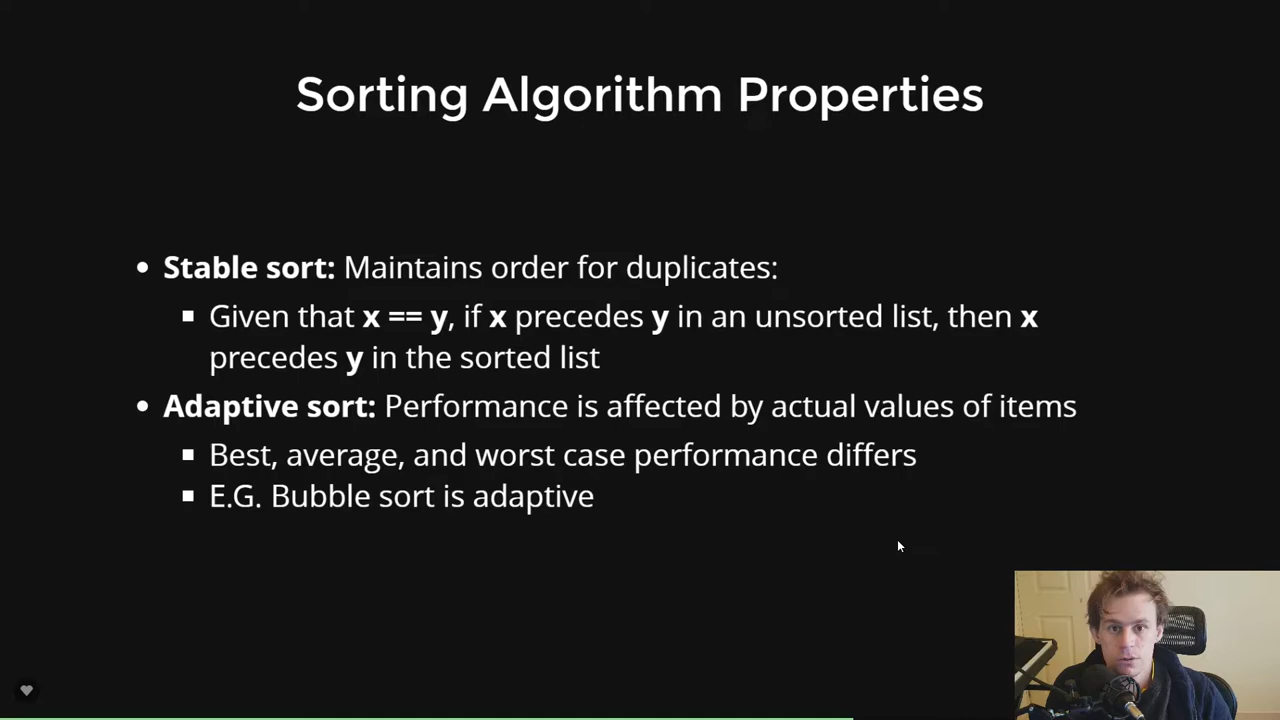 Sorting Algorithm Properties
Stable sort: Maintains order for duplicates:
Given that x == y, if x precedes y in an unsorted list, then x
precedes y in the sorted list
Adaptive sort: Performance is affected by actual values of items
Best, average, and worst case performance differs
E.G. Bubble sort is adaptive